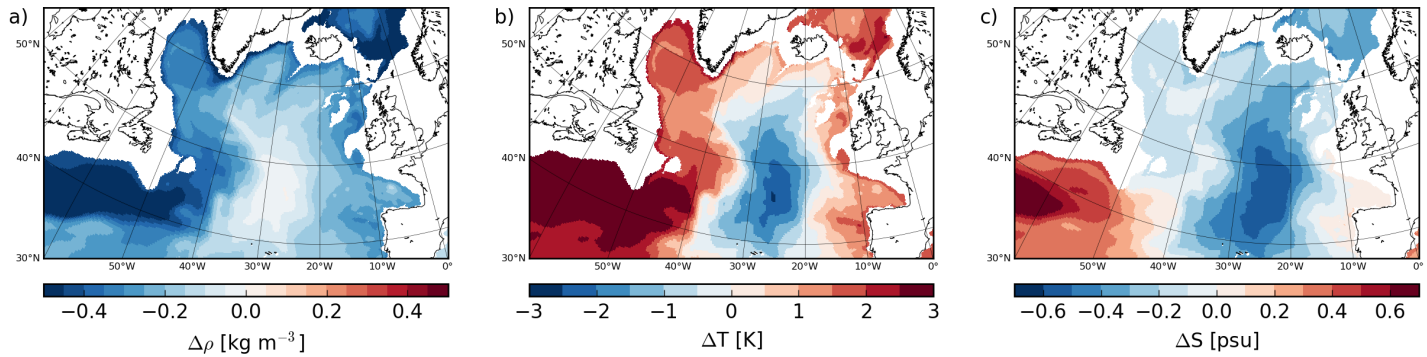 a) b) c)
50°N 50°N 50°N
40°N 40°N 40°N
30°N 30°N 30°N
50°W 40°W 30°W 20°W 10°W 0° 50°W 40°W 30°W 20°W 10°W 0° 50°W 40°W 30°W 20°W 10°W 0°
−0.4 −0.2 0.0 0.2 0.4 −3 −2 −1 0 1 2 3 −0.6 −0.4 −0.2 0.0 0.2 0.4 0.6
Δρ [kg m⁻³] ΔT [K] ΔS [psu]